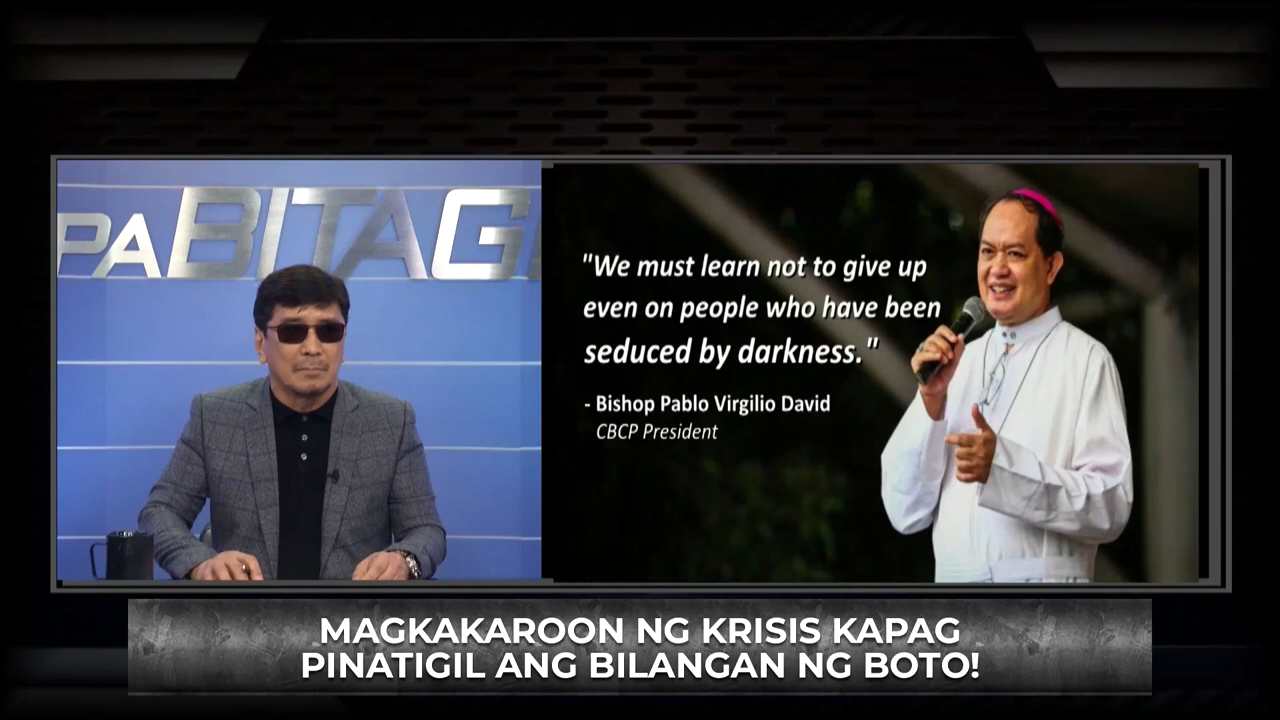 PABITAG
"We must learn not to give up
even on people who have been
seduced by darkness."
- Bishop Pablo Virgilio David
CBCP President
MAGKAKAROON NG KRISIS KAPAG
PINATIGIL ANG BILANGAN NG BOTO!